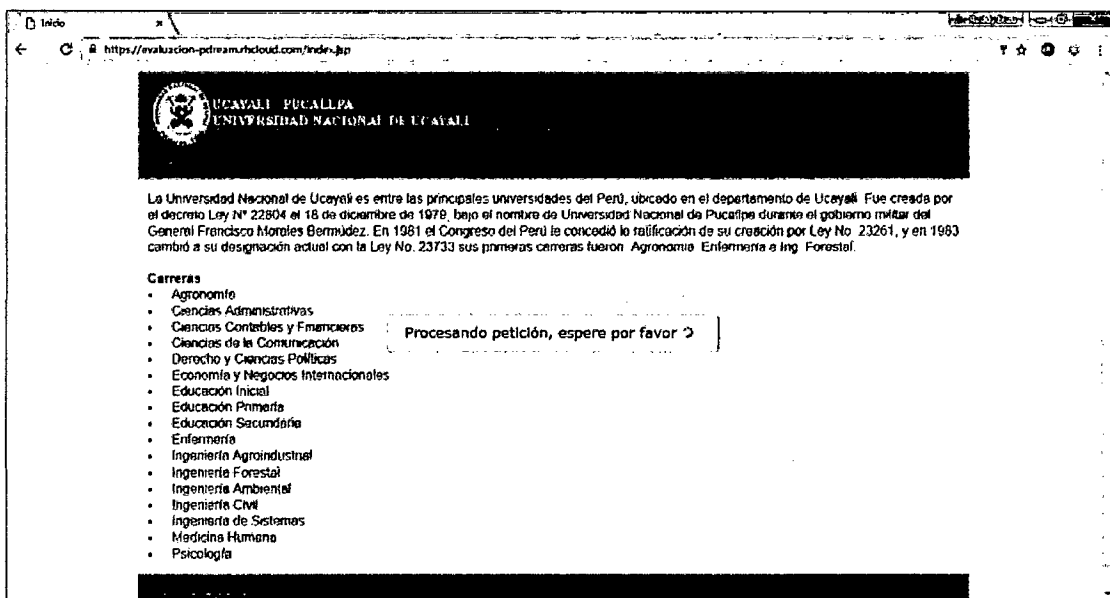 Inicio
https://evaluacion-pdream.rhcloud.com/index.jsp
UCAYALI PUCALLPA
UNIVERSIDAD NACIONAL DE UCAYALI
La Universidad Nacional de Ucayali es entre las principales universidades del Perú, ubicado en el departamento de Ucayali Fue creada por
el decreto Ley N° 22804 el 18 de diciembre de 1979, bajo el nombre de Universidad Nacional de Pucallpa durante el gobierno militar del
General Francisco Morales Bermúdez. En 1981 el Congreso del Perú le concedió la ratificación de su creación por Ley No 23261, y en 1983
cambió a su designación actual con la Ley No. 23733 sus primeras carreras fueron Agronomía Enfermería e Ing Forestal.
Carreras
• Agronomía
• Ciencias Administrativas
• Ciencias Contables y Financieras
• Ciencias de la Comunicación
• Derecho y Ciencias Políticas
• Economía y Negocios Internacionales
• Educación Inicial
• Educación Primaria
• Educación Secundaria
• Enfermería
• Ingeniería Agroindustrial
• Ingeniería Forestal
• Ingeniería Ambiental
• Ingeniería Civil
• Ingeniería de Sistemas
• Medicina Humana
• Psicología
Procesando petición, espere por favor